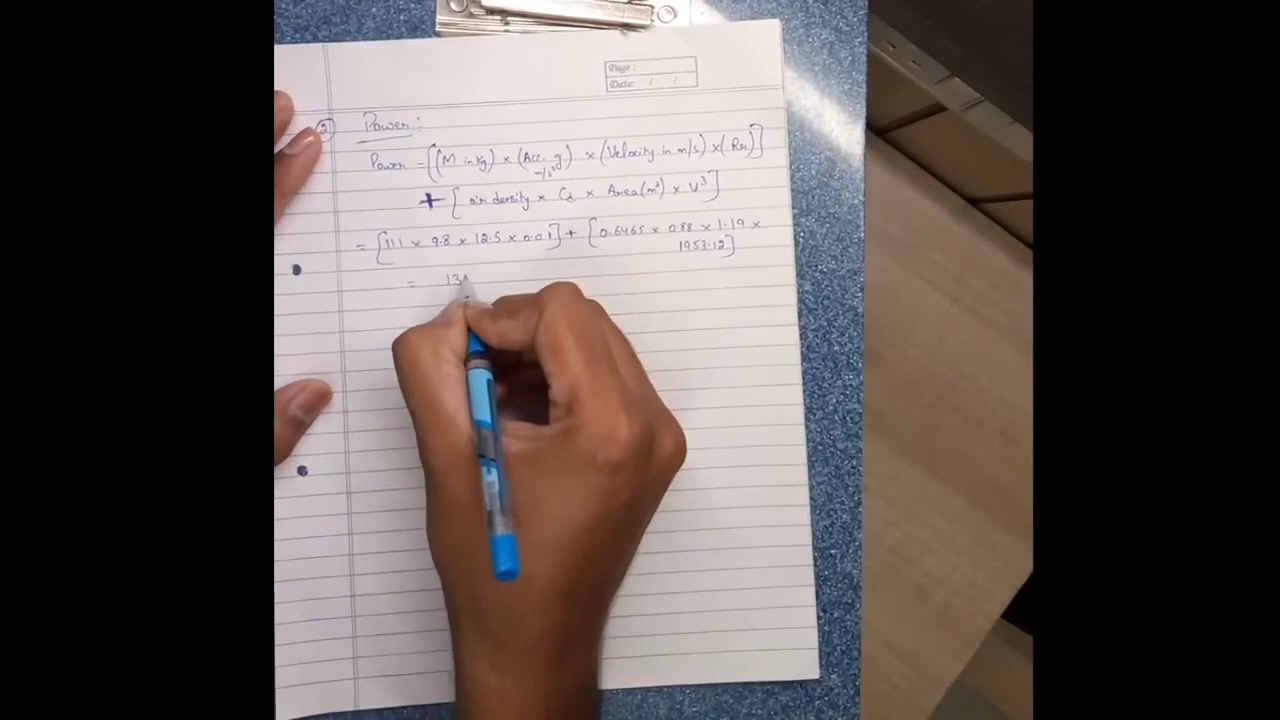 Page:
Date: / /
2) Power:
Power = [(M in kg) × (Acc. g) × (Velocity in m/s) × (Rr)]
m/s²
+ [air density × Cd × Area(m²) × V³]
= [111 × 9.8 × 12.5 × 0.01] + [0.6465 × 0.88 × 1.19 ×
1953.12]
= 13